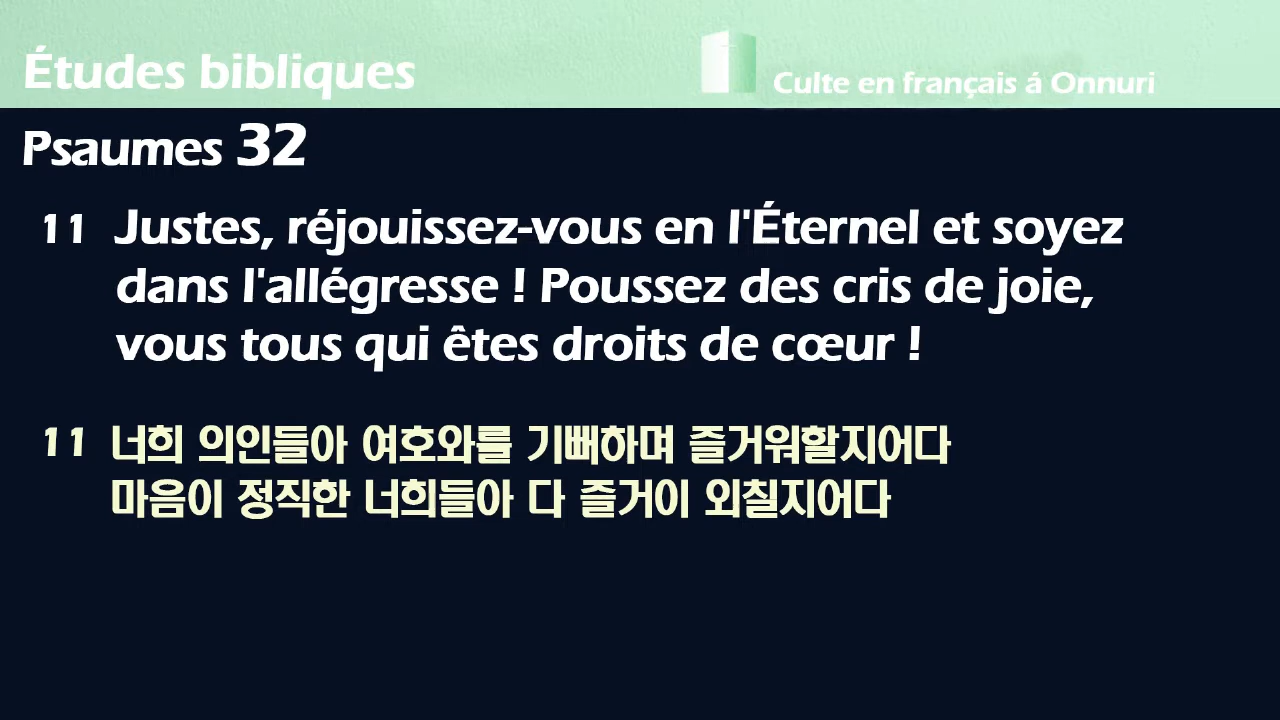 Études bibliques
Culte en français á Onnuri
Psaumes 32
11 Justes, réjouissez-vous en l'Éternel et soyez
dans l'allégresse ! Poussez des cris de joie,
vous tous qui êtes droits de cœur !
11 너희 의인들아 여호와를 기뻐하며 즐거워할지어다
마음이 정직한 너희들아 다 즐거이 외칠지어다